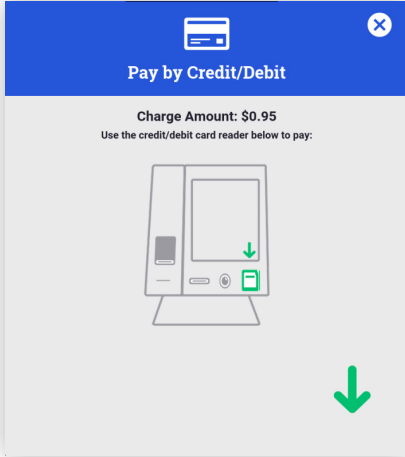 Pay by Credit/Debit
Charge Amount: $0.95
Use the credit/debit card reader below to pay: